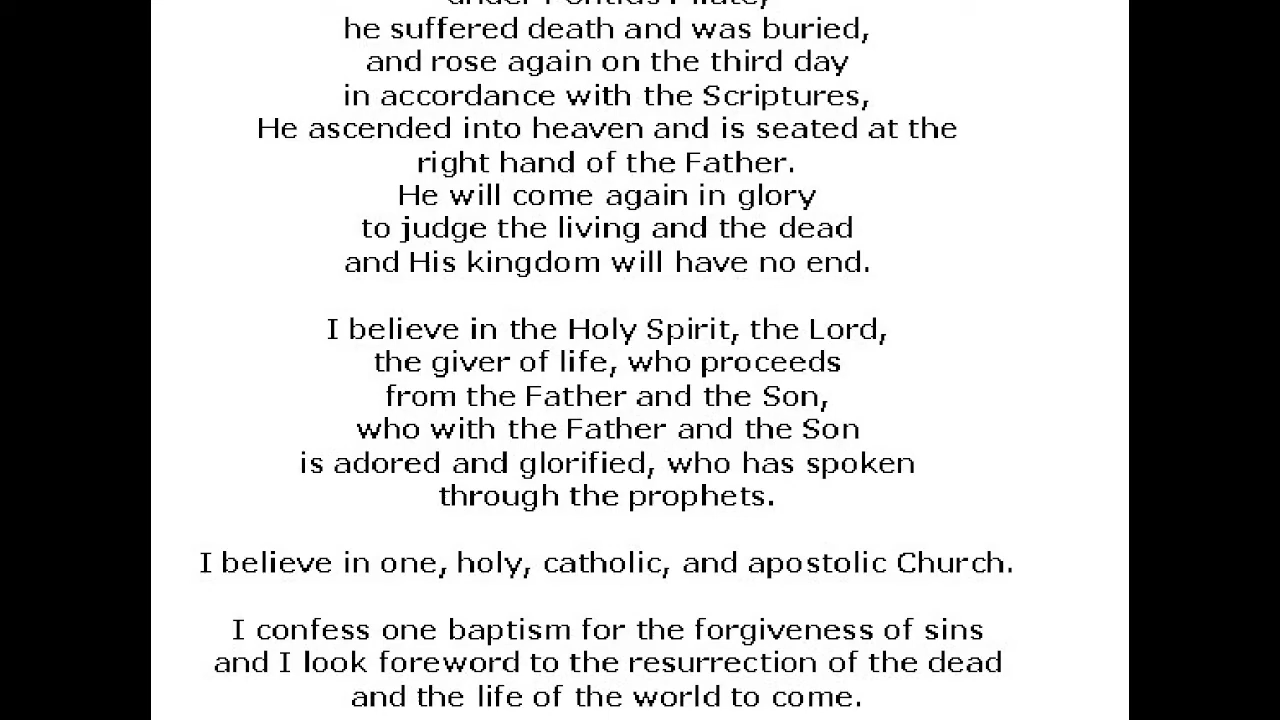 under Pontius Pilate,
he suffered death and was buried,
and rose again on the third day
in accordance with the Scriptures,
He ascended into heaven and is seated at the
right hand of the Father.
He will come again in glory
to judge the living and the dead
and His kingdom will have no end.
I believe in the Holy Spirit, the Lord,
the giver of life, who proceeds
from the Father and the Son,
who with the Father and the Son
is adored and glorified, who has spoken
through the prophets.
I believe in one, holy, catholic, and apostolic Church.
I confess one baptism for the forgiveness of sins
and I look foreword to the resurrection of the dead
and the life of the world to come.